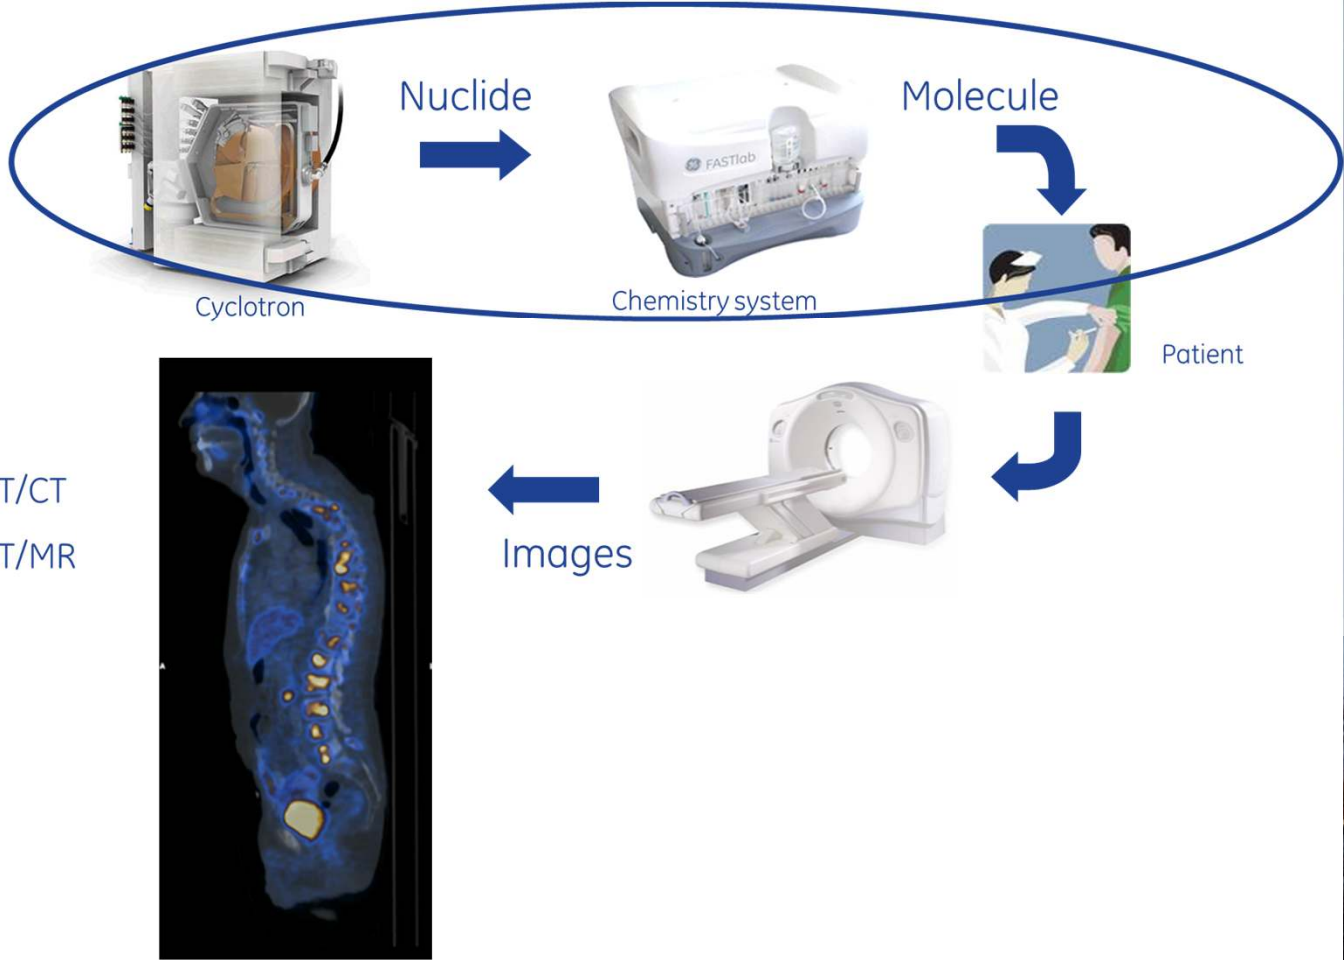 Nuclide
Molecule
FASTlab
Cyclotron
Chemistry system
Patient
T/CT
T/MR
Images
A